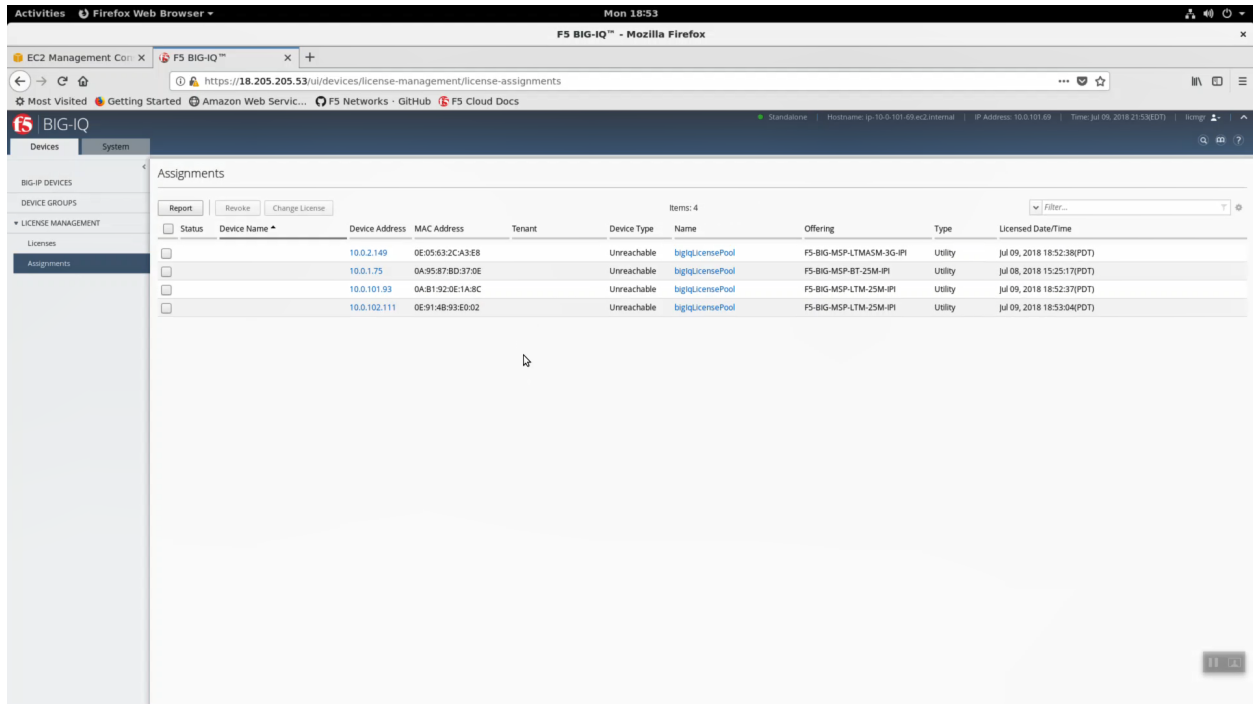 Activities Firefox Web Browser Mon 18:53
F5 BIG-IQ™ - Mozilla Firefox
EC2 Management Con F5 BIG-IQ™
https://18.205.205.53/ui/devices/license-management/license-assignments
Most Visited Getting Started Amazon Web Servic... F5 Networks · GitHub F5 Cloud Docs
f5 BIG-IQ Standalone | Hostname: ip-10-0-101-69.ec2.internal | IP Address: 10.0.101.69 | Time: Jul 09, 2018 21:53(EDT) | licmgr
Devices System
Assignments
BIG-IP DEVICES
DEVICE GROUPS
LICENSE MANAGEMENT
Licenses
Assignments
Report Revoke Change License Items: 4 Filter...
Status Device Name Device Address MAC Address Tenant Device Type Name Offering Type Licensed Date/Time
10.0.2.149 0E:05:63:2C:A3:E8 Unreachable bigIqLicensePool F5-BIG-MSP-LTMASM-3G-IPI Utility Jul 09, 2018 18:52:38(PDT)
10.0.1.75 0A:95:87:BD:37:0E Unreachable bigIqLicensePool F5-BIG-MSP-BT-25M-IPI Utility Jul 08, 2018 15:25:17(PDT)
10.0.101.93 0A:B1:92:0E:1A:8C Unreachable bigIqLicensePool F5-BIG-MSP-LTM-25M-IPI Utility Jul 09, 2018 18:52:37(PDT)
10.0.102.111 0E:91:4B:93:E0:02 Unreachable bigIqLicensePool F5-BIG-MSP-LTM-25M-IPI Utility Jul 09, 2018 18:53:04(PDT)